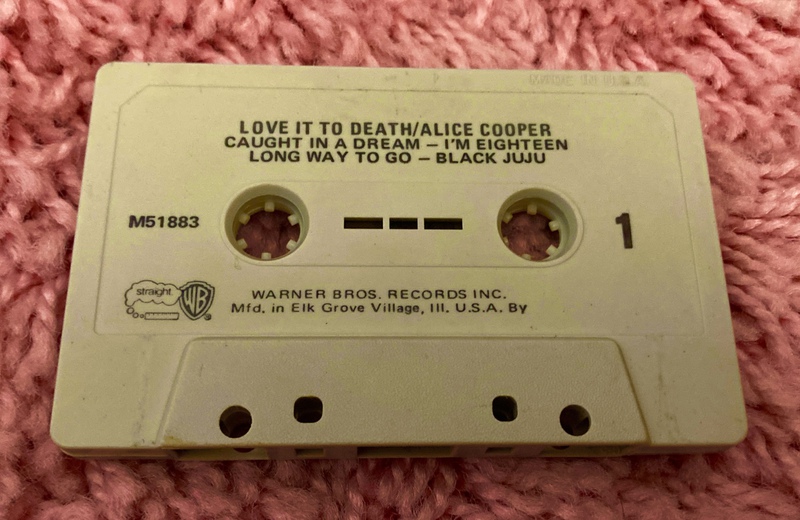 LOVE IT TO DEATH/ALICE COOPER
CAUGHT IN A DREAM – I'M EIGHTEEN
LONG WAY TO GO – BLACK JUJU
M51883
1
straight
WB
WARNER BROS. RECORDS INC.
Mfd. in Elk Grove Village, Ill. U.S.A. By